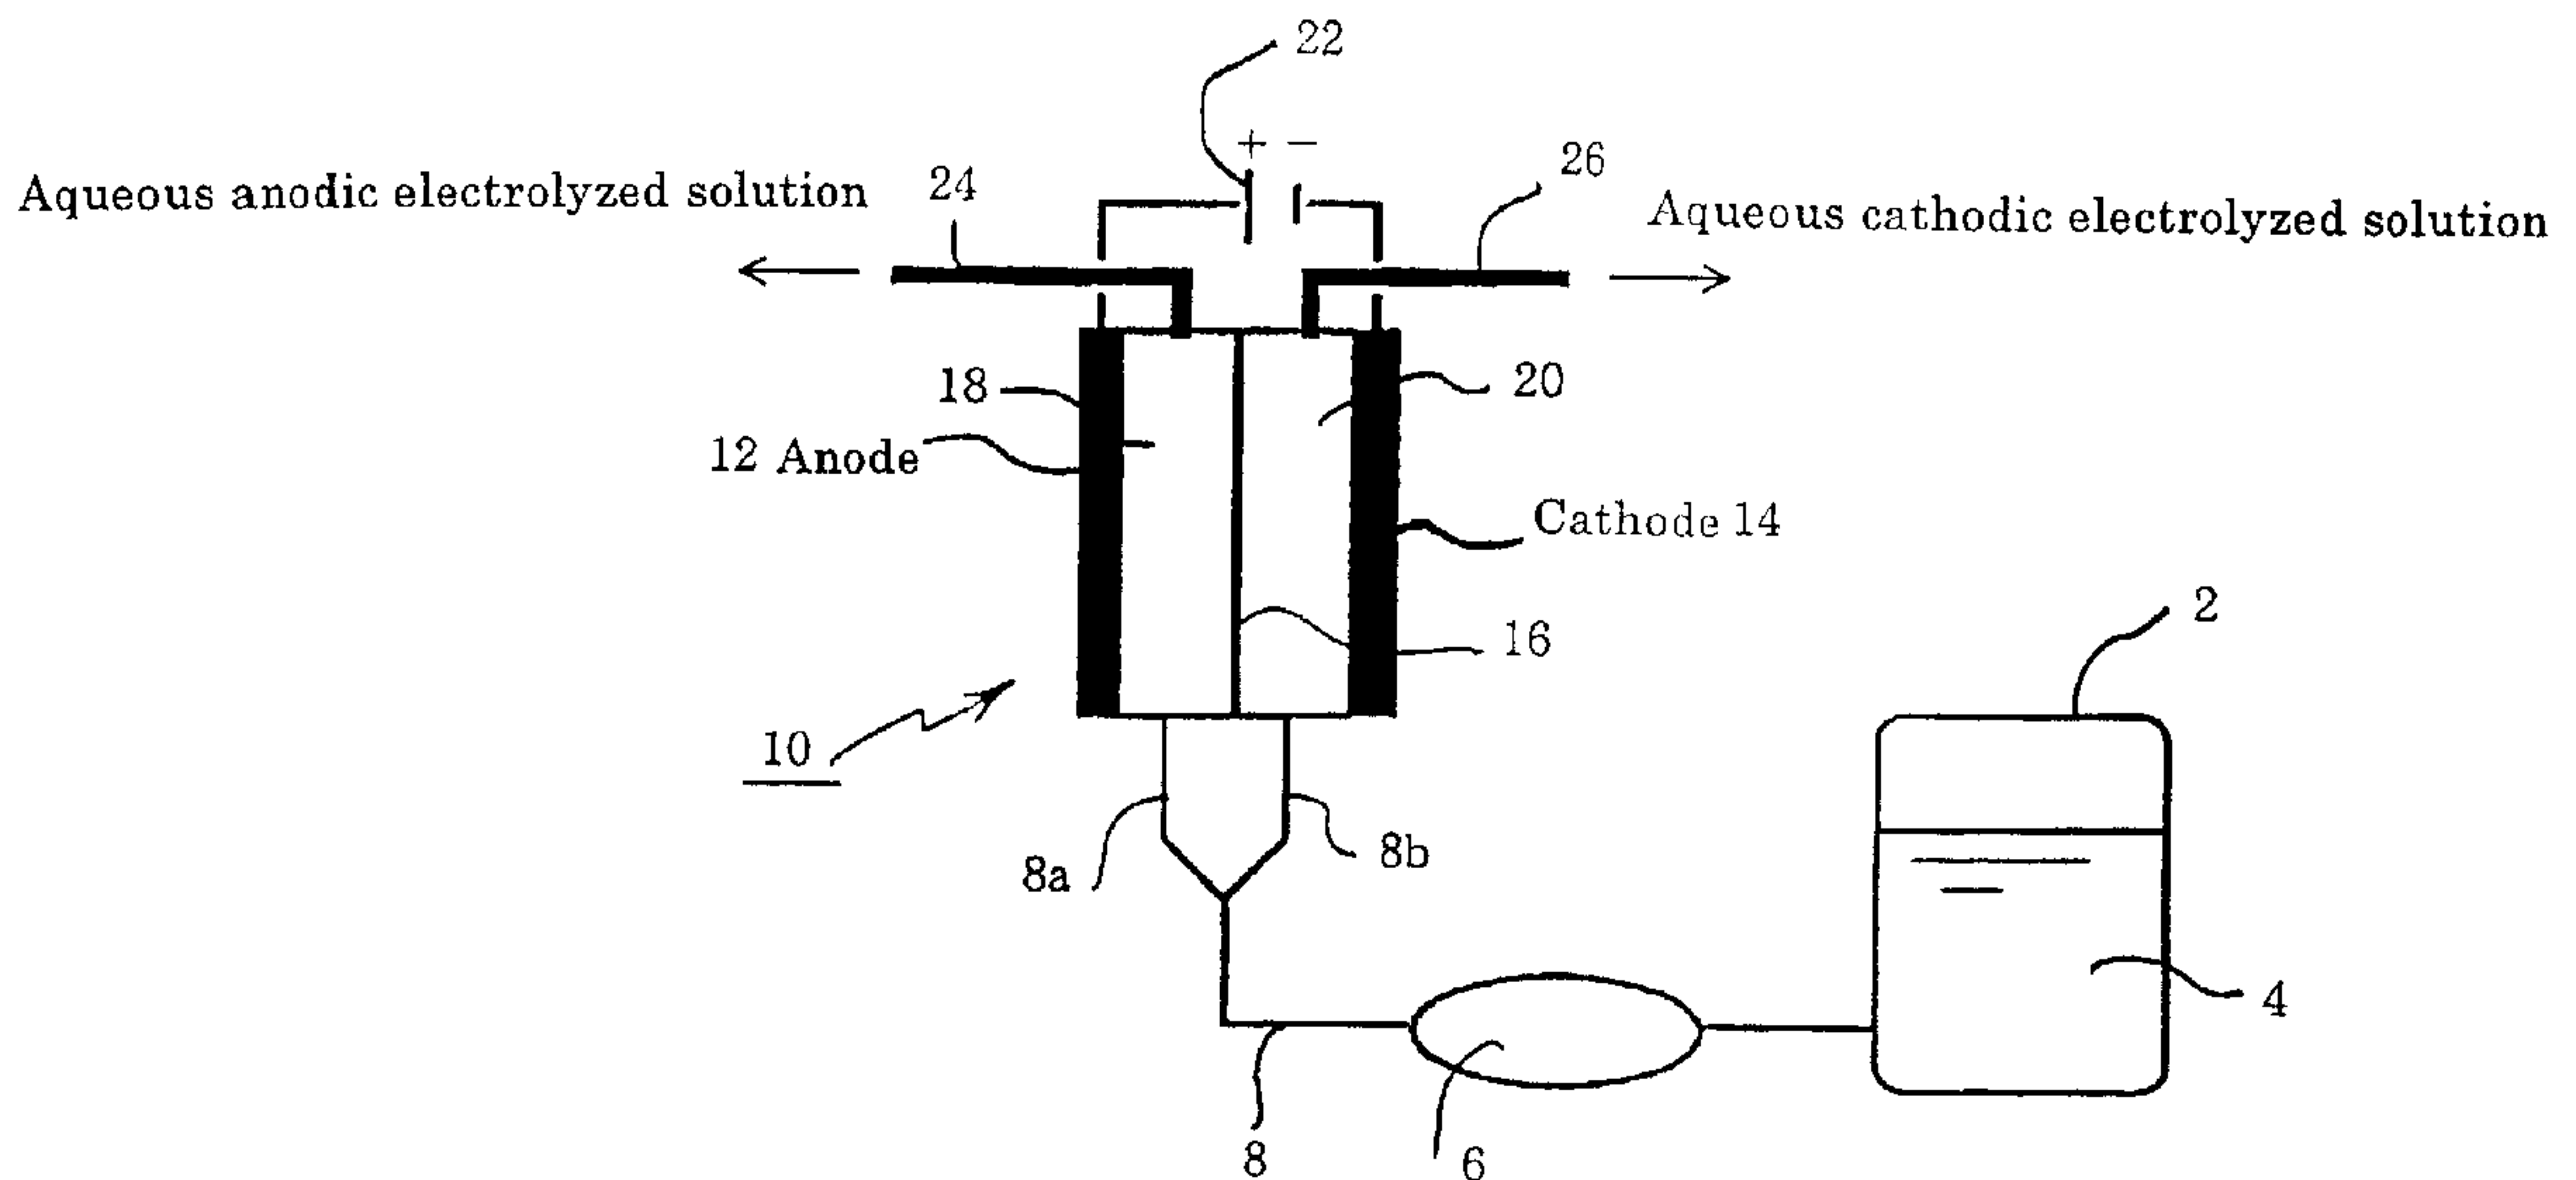 22
+ −
Aqueous anodic electrolyzed solution
24
26
Aqueous cathodic electrolyzed solution
18
20
12 Anode
Cathode 14
16
2
10
8a
8b
4
8
6